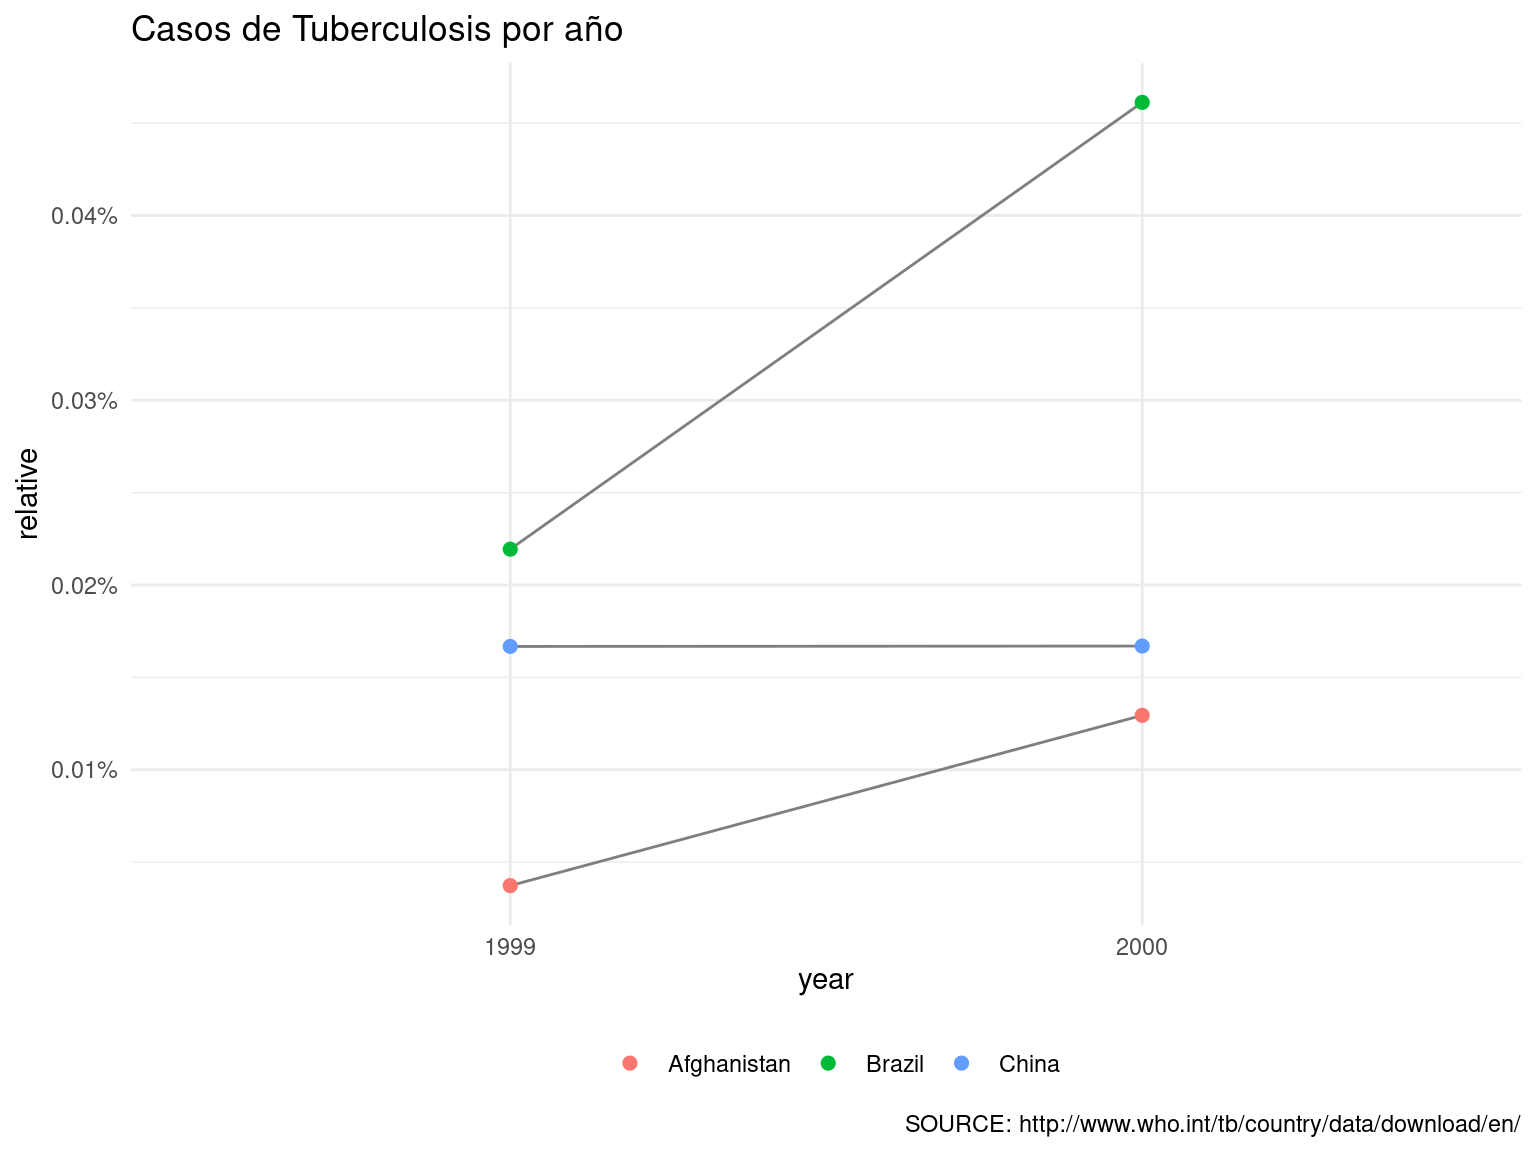 Casos de Tuberculosis por año
relative
0.04%
0.03%
0.02%
0.01%
1999 2000
year
Afghanistan Brazil China
SOURCE: http://www.who.int/tb/country/data/download/en/